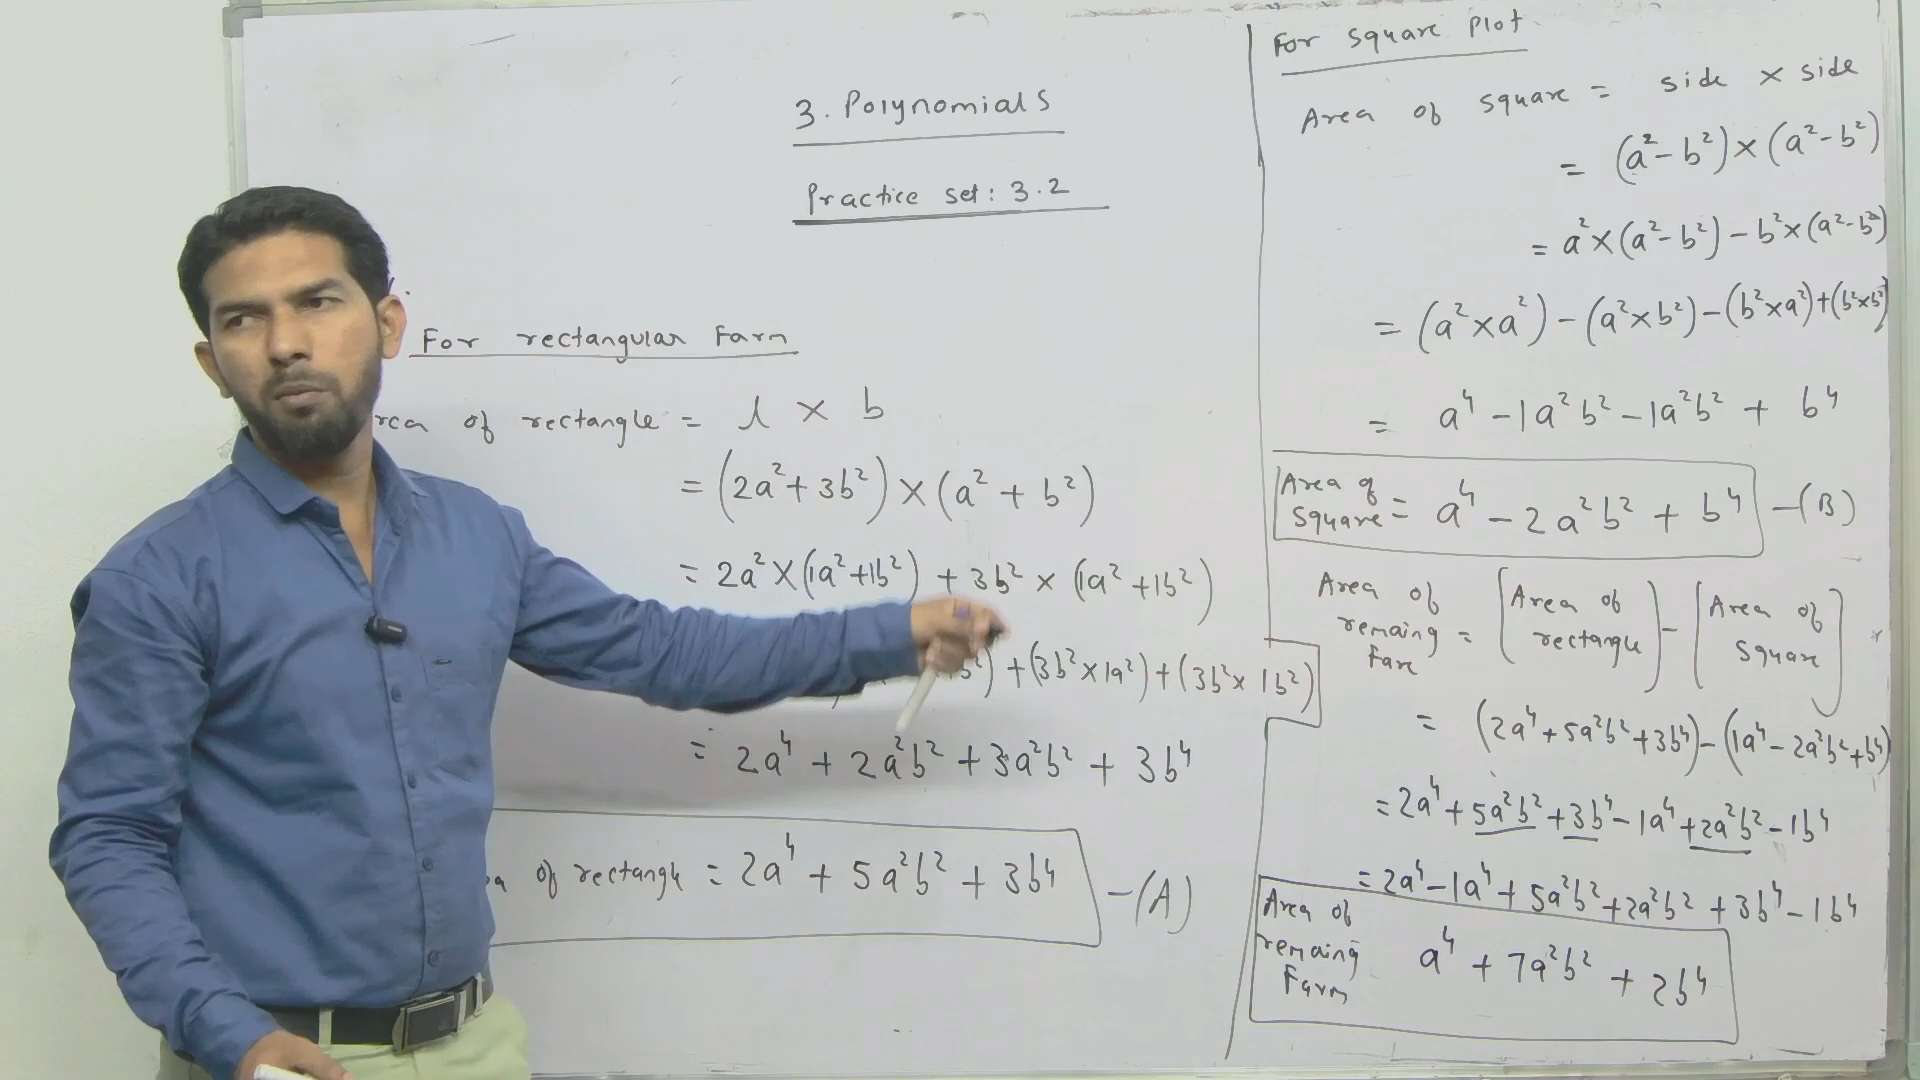 3. Polynomials
Practice set: 3.2
For rectangular Farm
rea of rectangle = l × b
= (2a²+ 3b²) × (a² + b²)
= 2a² × (1a²+1b²) + 3b² × (1a² +1b²)
+ (3b² × 1a²) + (3b² × 1b²)
= 2a⁴ + 2a²b² + 3a²b² + 3b⁴
of rectangle = 2a⁴ + 5a²b² + 3b⁴ —(A)
For square plot
Area of square = side × side
= (a²- b²) × (a²- b²)
= a² × (a²- b²) - b² × (a²- b²)
= (a² × a²) - (a² × b²) - (b² × a²) + (b² × b²)
= a⁴ - 1a²b² - 1a²b² + b⁴
Area of
Square = a⁴ - 2a²b² + b⁴ —(B)
Area of remaing Fare = [Area of rectangle] - [Area of Square]
= (2a⁴ + 5a²b² + 3b⁴) - (1a⁴ - 2a²b² + b⁴)
= 2a⁴ + 5a²b² + 3b⁴ - 1a⁴ + 2a²b² - 1b⁴
= 2a⁴ - 1a⁴ + 5a²b² + 2a²b² + 3b⁴ - 1b⁴
Area of remaing Farm a⁴ + 7a²b² + 2b⁴